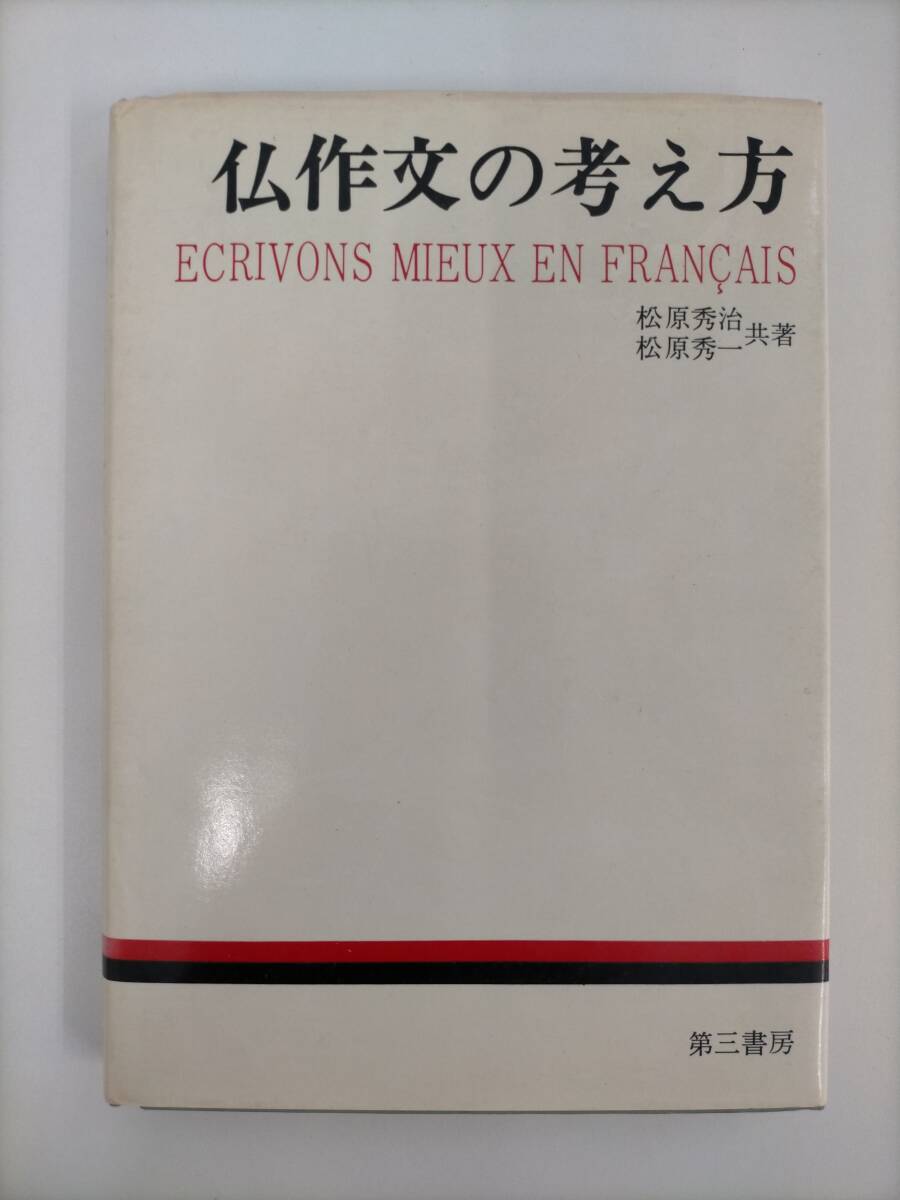 仏作文の考え方
ECRIVONS MIEUX EN FRANÇAIS
松原秀治
松原秀一
共著
第三書房